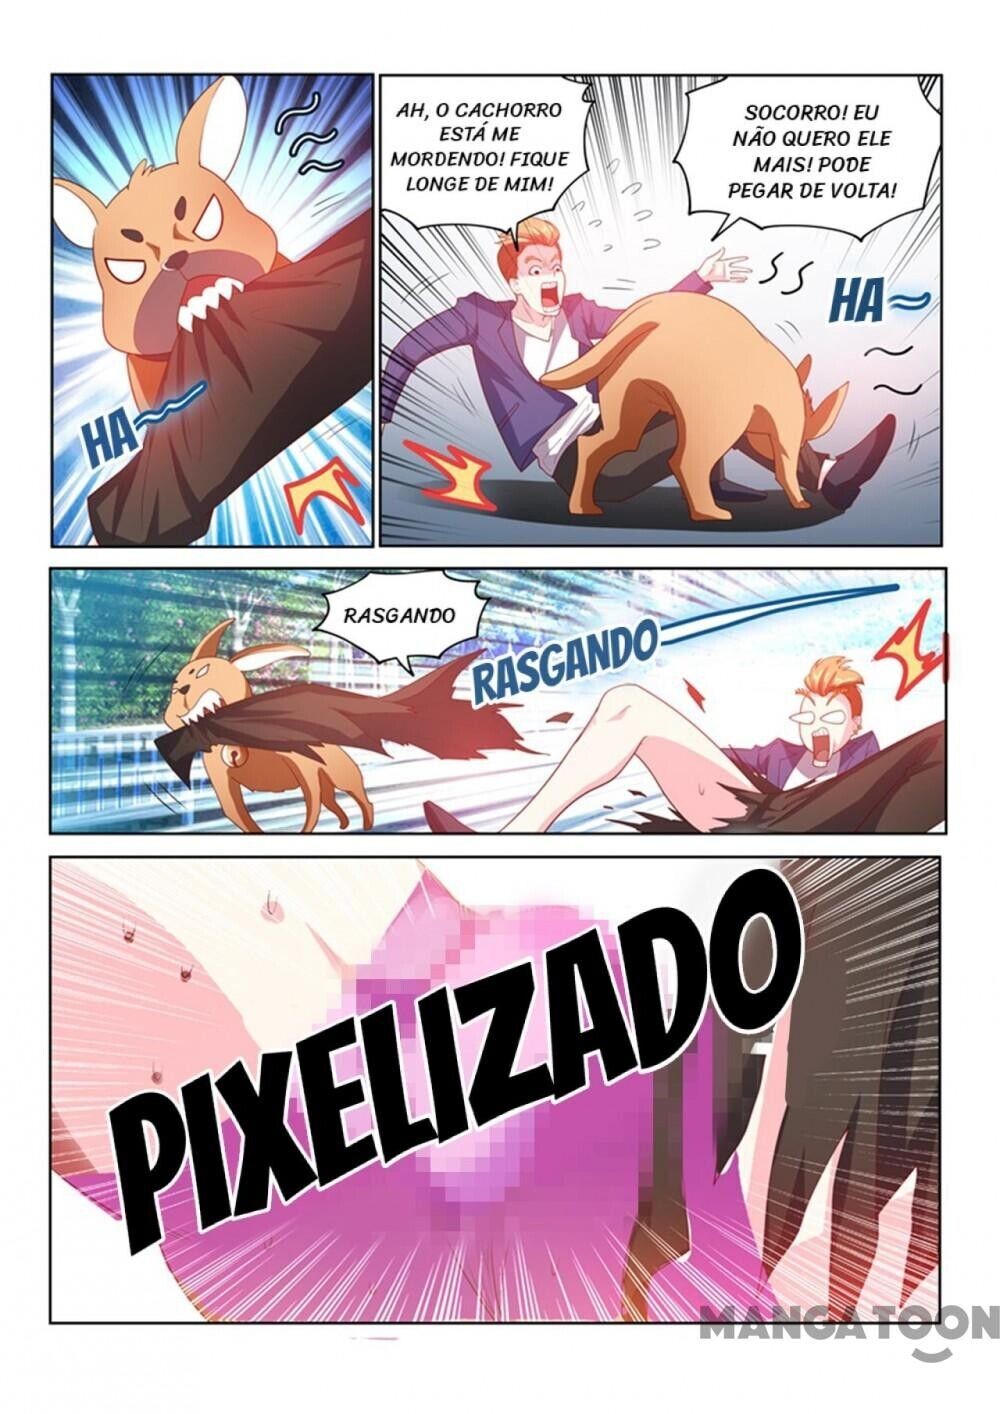 AH, O CACHORRO
ESTÁ ME
MORDENDO! FIQUE
LONGE DE MIM!
SOCORRO! EU
NÃO QUERO ELE
MAIS! PODE
PEGAR DE VOLTA!
HA~
HA~
RASGANDO
RASGANDO
PIXELIZADO
MANGATOON